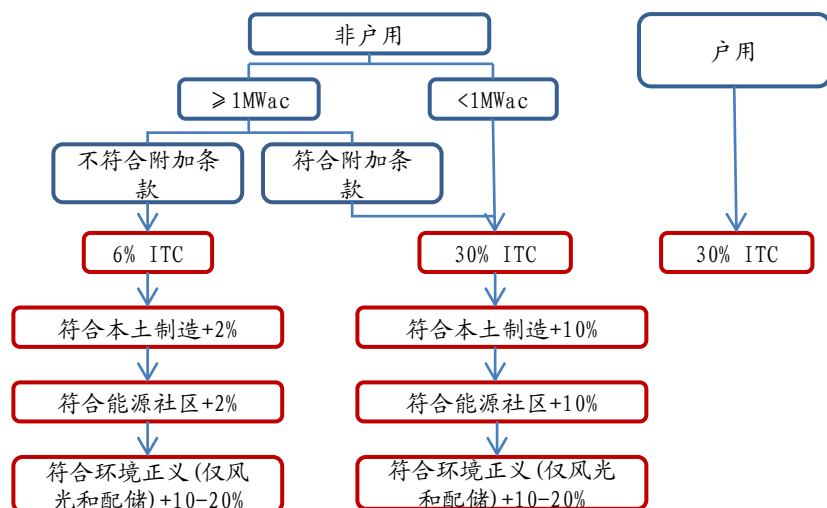 非户用
户用
≥1MWac
<1MWac
不符合附加条
款
符合附加条
款
6% ITC
30% ITC
30% ITC
符合本土制造+2%
符合本土制造+10%
符合能源社区+2%
符合能源社区+10%
符合环境正义(仅风
光和配储)+10-20%
符合环境正义(仅风光
和配储)+10-20%